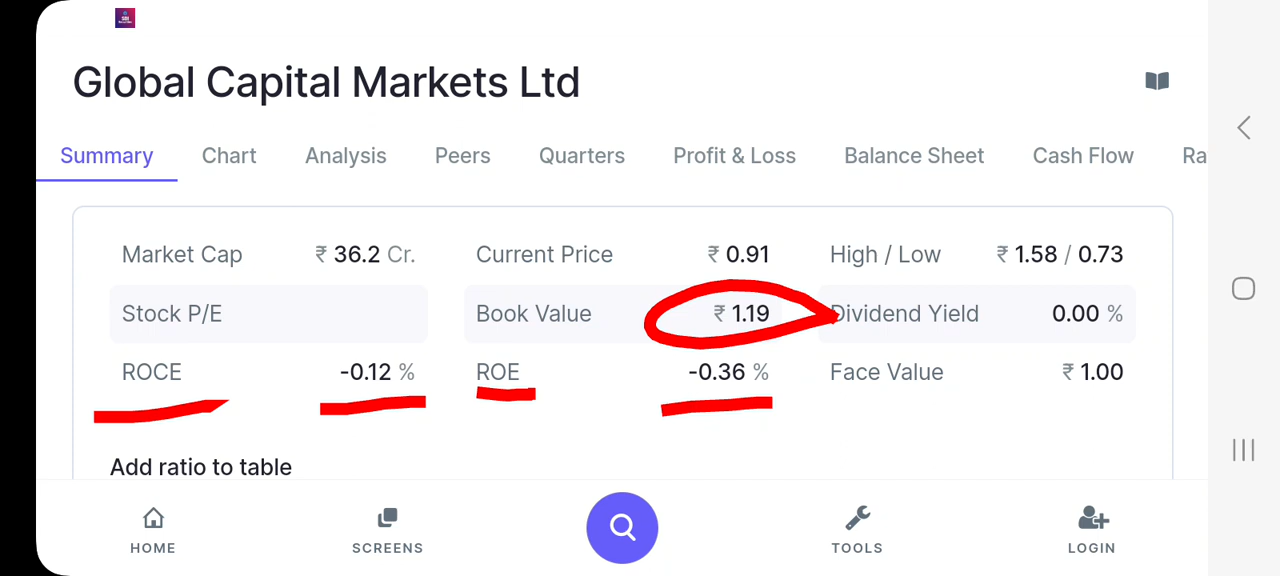 Global Capital Markets Ltd
Summary Chart Analysis Peers Quarters Profit & Loss Balance Sheet Cash Flow Ra
Market Cap ₹ 36.2 Cr. Current Price ₹ 0.91 High / Low ₹ 1.58 / 0.73
Stock P/E Book Value ₹ 1.19 Dividend Yield 0.00 %
ROCE -0.12 % ROE -0.36 % Face Value ₹ 1.00
Add ratio to table
HOME SCREENS TOOLS LOGIN